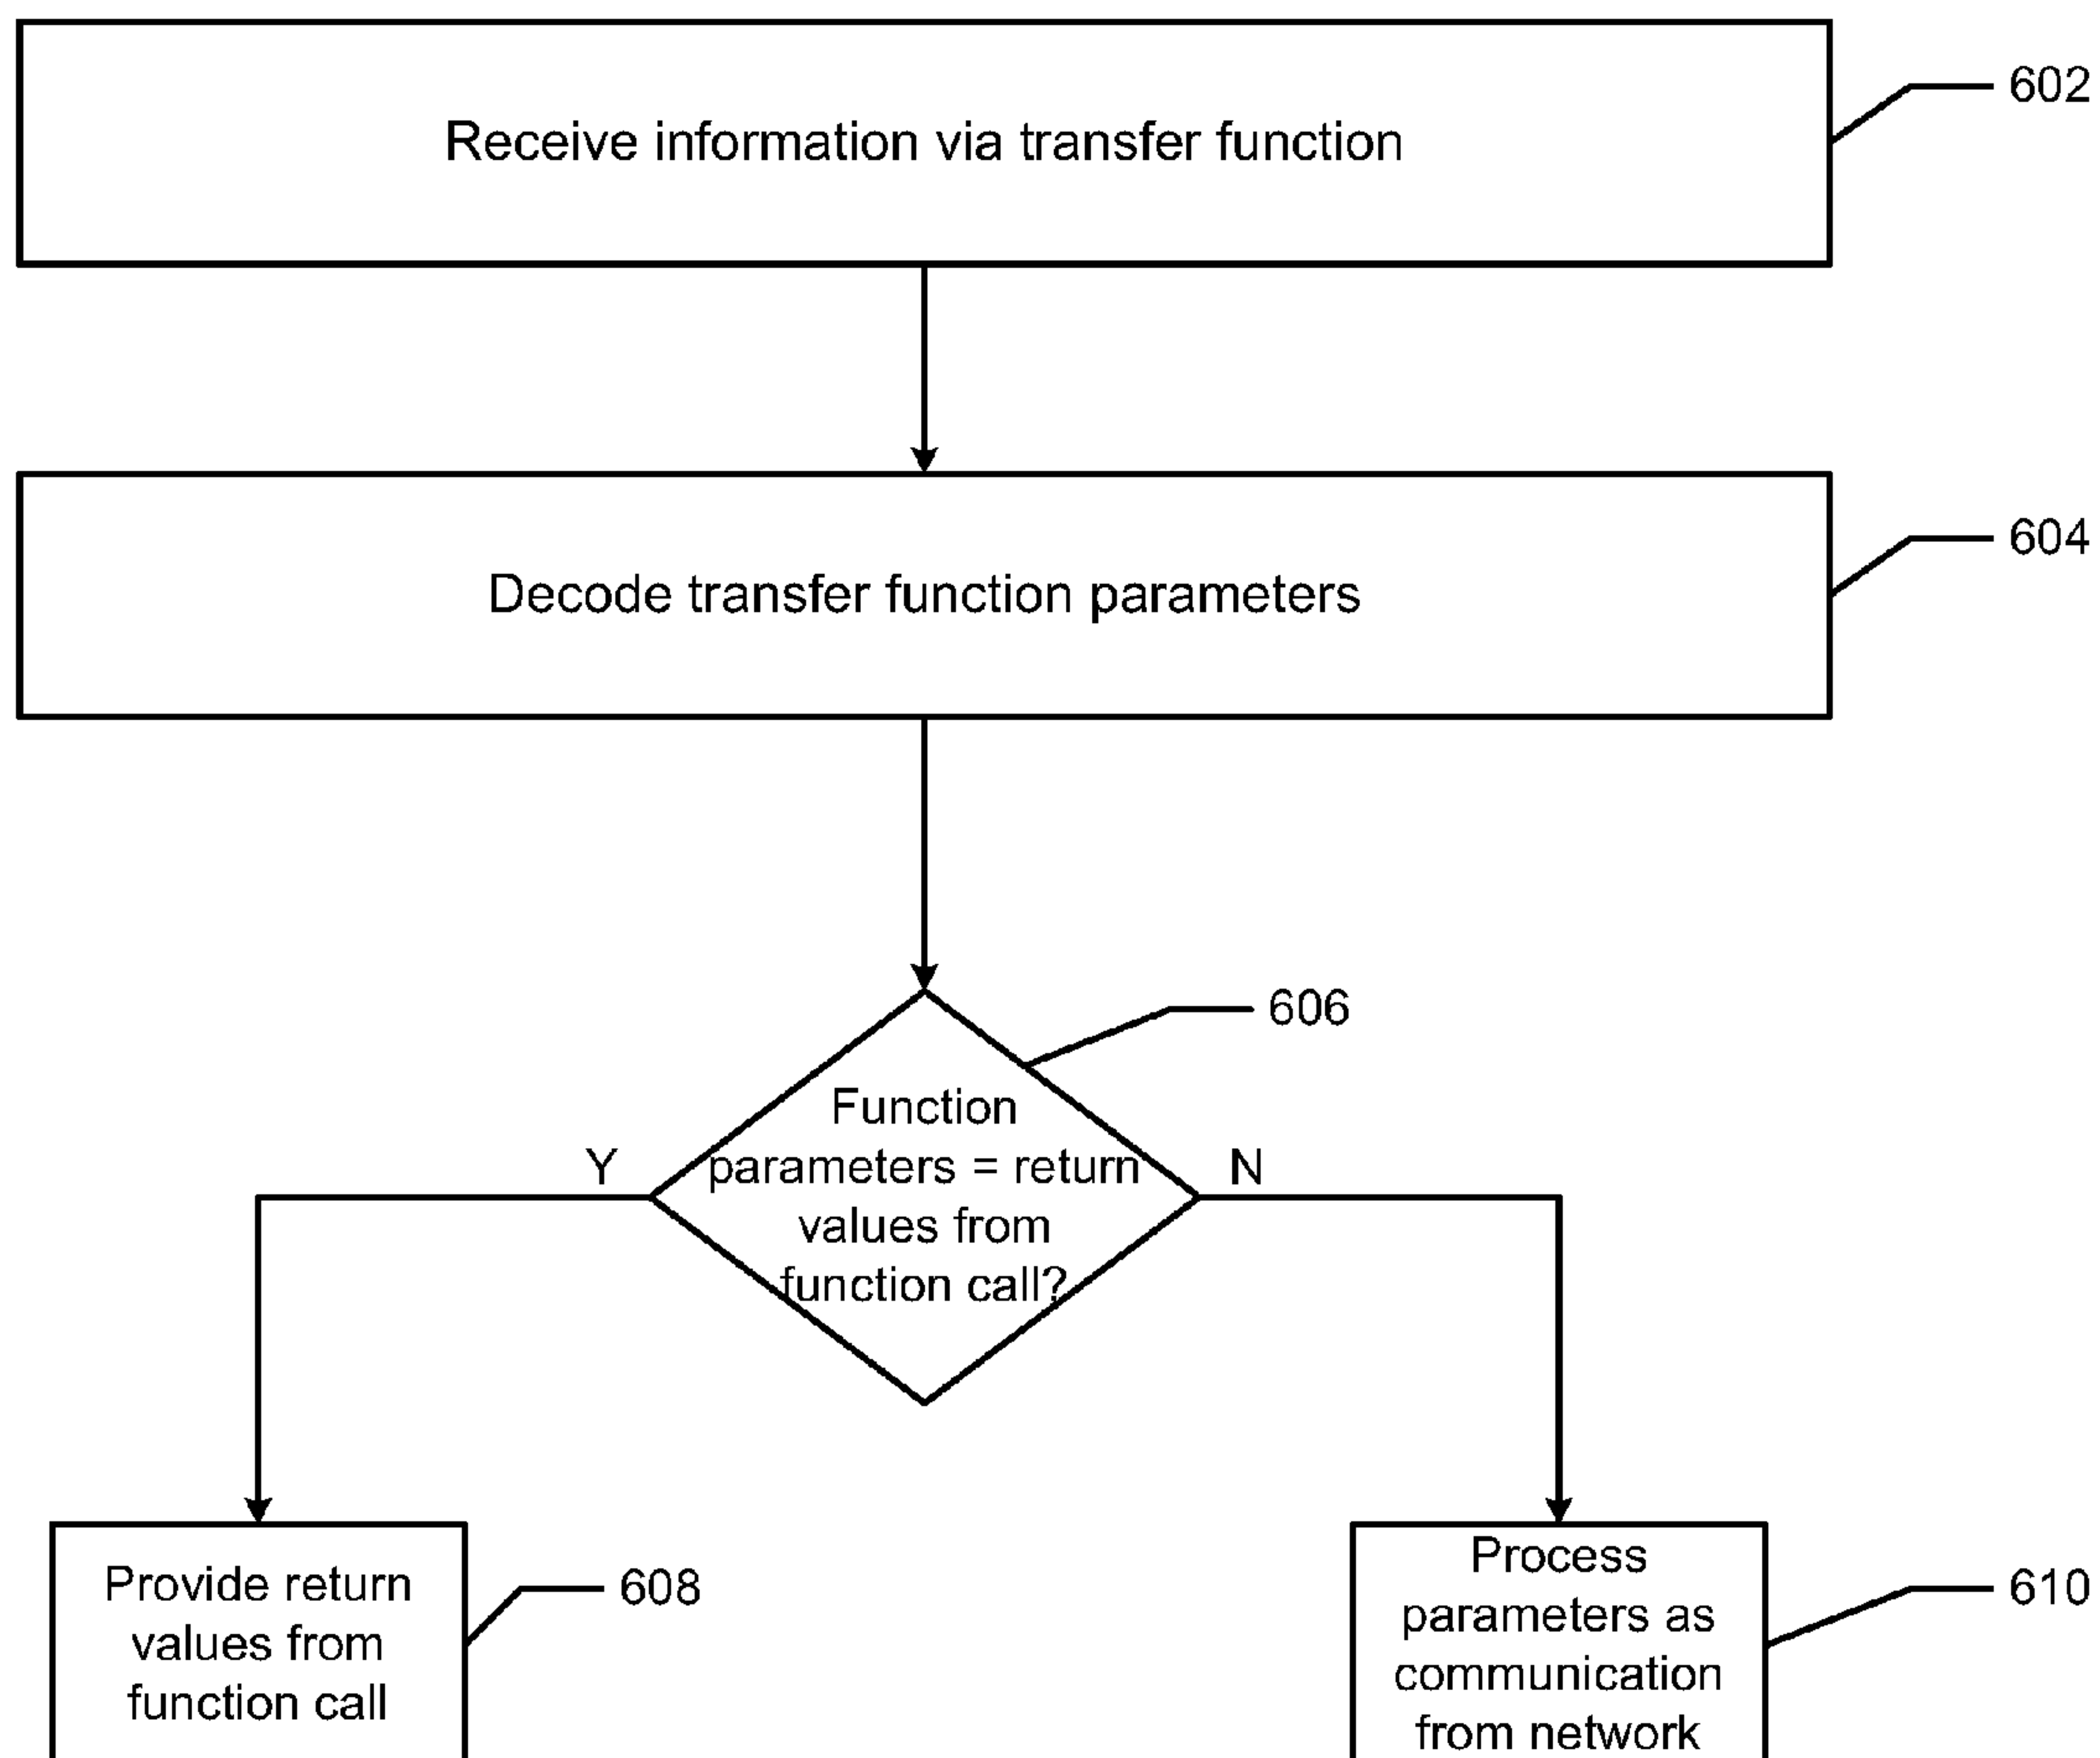 Receive information via transfer function
602
Decode transfer function parameters
604
606
Function
parameters = return
values from
function call?
Y
N
Provide return
values from
function call
608
Process
parameters as
communication
from network
610